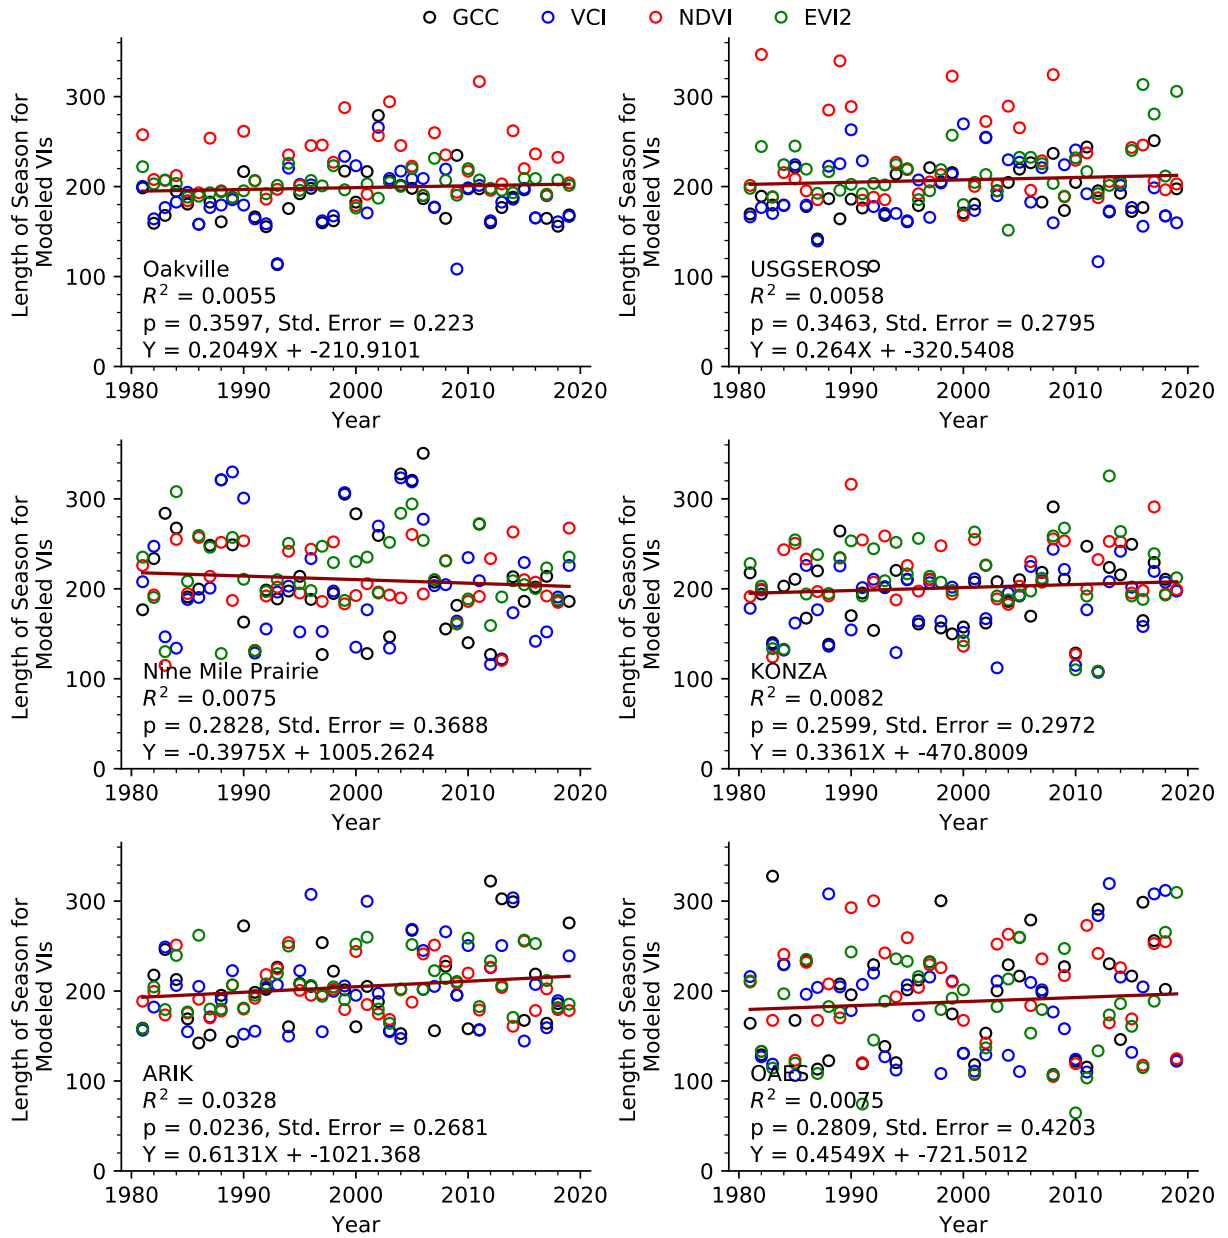 GCC VCI NDVI EVI2
300
200
100
0
Length of Season for
Modeled VIs
Oakville
R² = 0.0055
p = 0.3597, Std. Error = 0.223
Y = 0.2049X + -210.9101
1980 1990 2000 2010 2020
Year
300
200
100
0
Length of Season for
Modeled VIs
USGSEROS
R² = 0.0058
p = 0.3463, Std. Error = 0.2795
Y = 0.264X + -320.5408
1980 1990 2000 2010 2020
Year
300
200
100
0
Length of Season for
Modeled VIs
Nine Mile Prairie
R² = 0.0075
p = 0.2828, Std. Error = 0.3688
Y = -0.3975X + 1005.2624
1980 1990 2000 2010 2020
Year
300
200
100
0
Length of Season for
Modeled VIs
KONZA
R² = 0.0082
p = 0.2599, Std. Error = 0.2972
Y = 0.3361X + -470.8009
1980 1990 2000 2010 2020
Year
300
200
100
0
Length of Season for
Modeled VIs
ARIK
R² = 0.0328
p = 0.0236, Std. Error = 0.2681
Y = 0.6131X + -1021.368
1980 1990 2000 2010 2020
Year
300
200
100
0
Length of Season for
Modeled VIs
OAES
R² = 0.0075
p = 0.2809, Std. Error = 0.4203
Y = 0.4549X + -721.5012
1980 1990 2000 2010 2020
Year